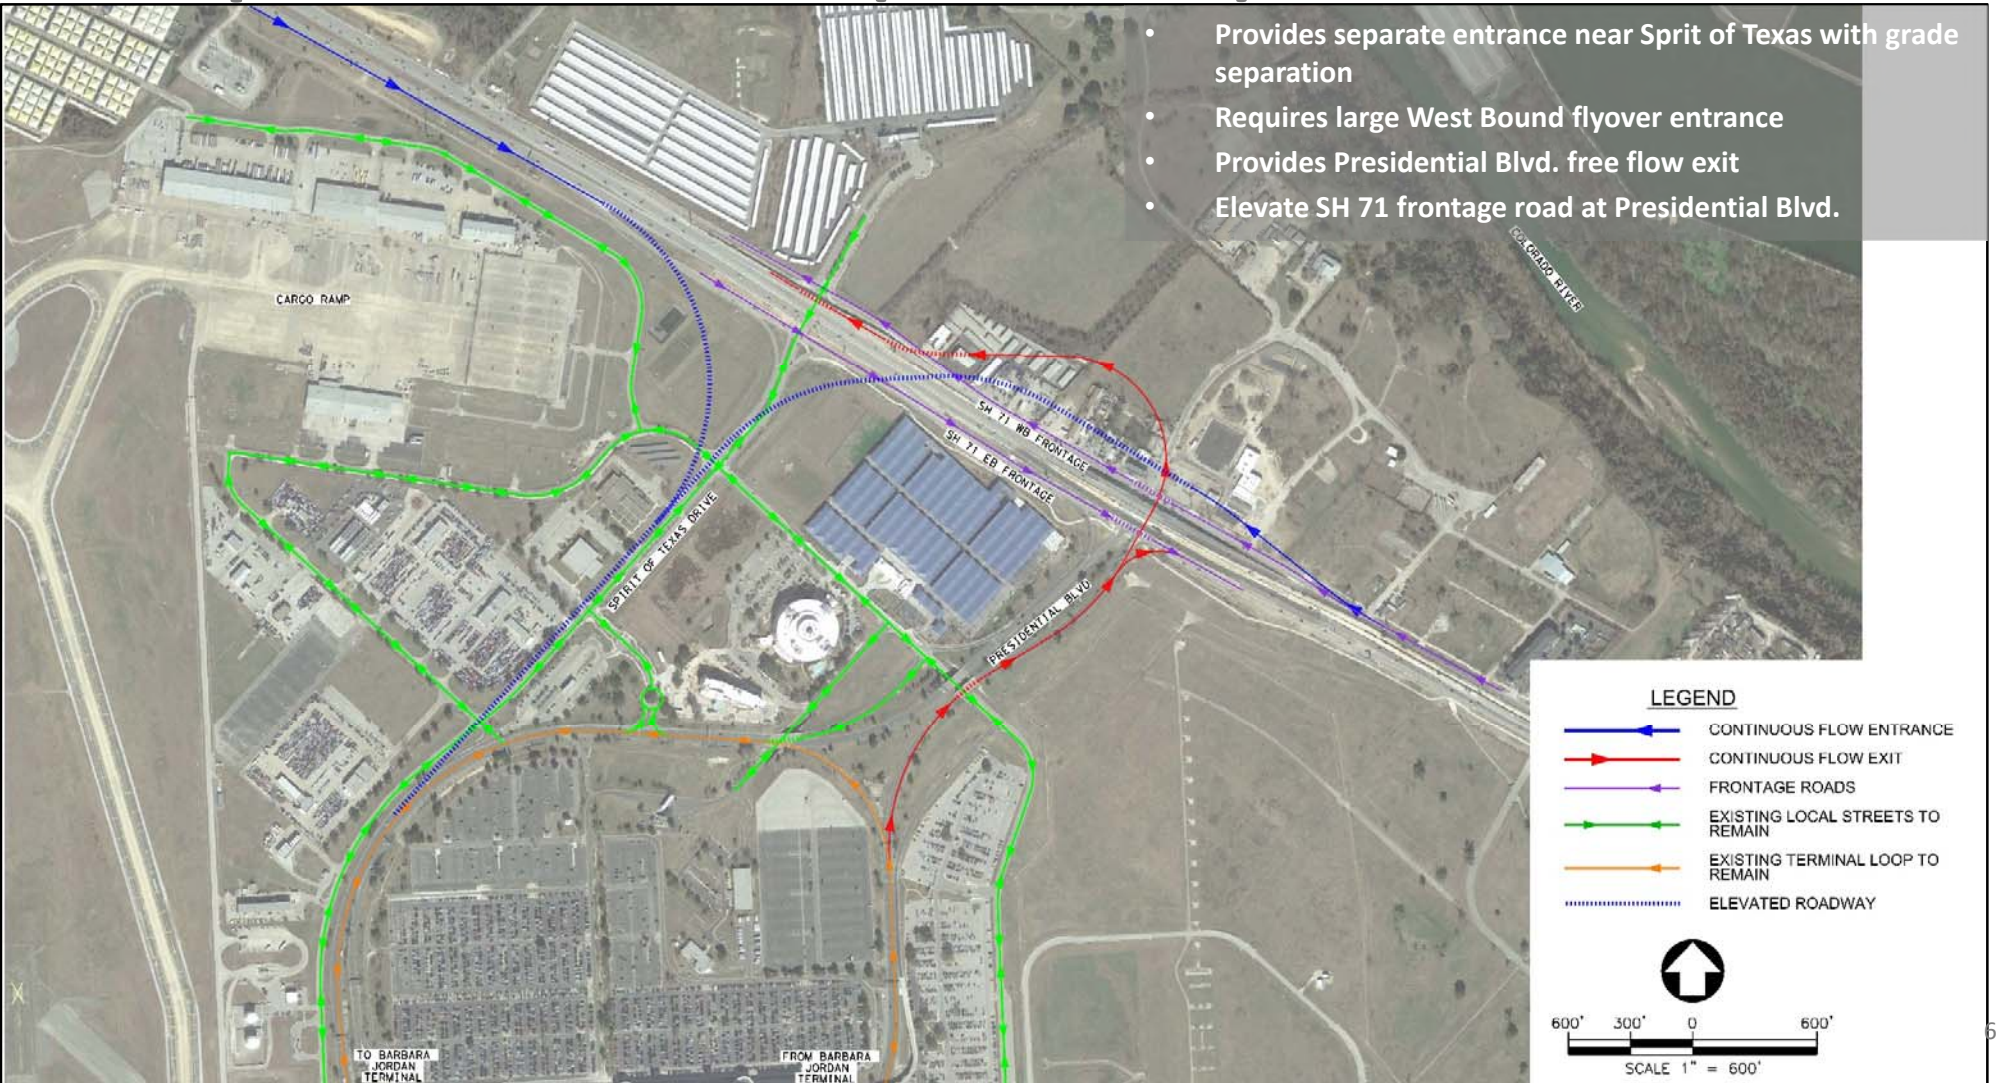 • Provides separate entrance near Sprit of Texas with grade
separation
• Requires large West Bound flyover entrance
• Provides Presidential Blvd. free flow exit
• Elevate SH 71 frontage road at Presidential Blvd.
COLORADO RIVER
CARGO RAMP
SH 71 WB FRONTAGE
SH 71 EB FRONTAGE
SPIRIT OF TEXAS DRIVE
PRESIDENTIAL BLVD
LEGEND
CONTINUOUS FLOW ENTRANCE
CONTINUOUS FLOW EXIT
FRONTAGE ROADS
EXISTING LOCAL STREETS TO
REMAIN
EXISTING TERMINAL LOOP TO
REMAIN
ELEVATED ROADWAY
600' 300' 0 600'
SCALE 1" = 600'
6
TO BARBARA
JORDAN
TERMINAL
FROM BARBARA
JORDAN
TERMINAL